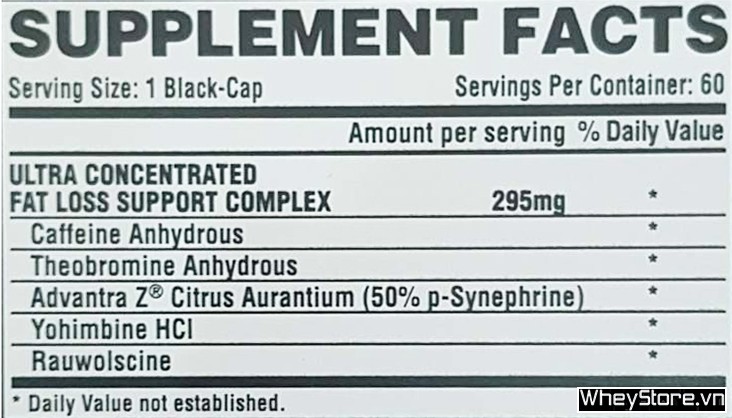 SUPPLEMENT FACTS
Serving Size: 1 Black-Cap Servings Per Container: 60
Amount per serving % Daily Value
ULTRA CONCENTRATED
FAT LOSS SUPPORT COMPLEX 295mg *
Caffeine Anhydrous *
Theobromine Anhydrous *
Advantra Z® Citrus Aurantium (50% p-Synephrine) *
Yohimbine HCl *
Rauwolscine *
* Daily Value not established.
WheyStore.vn